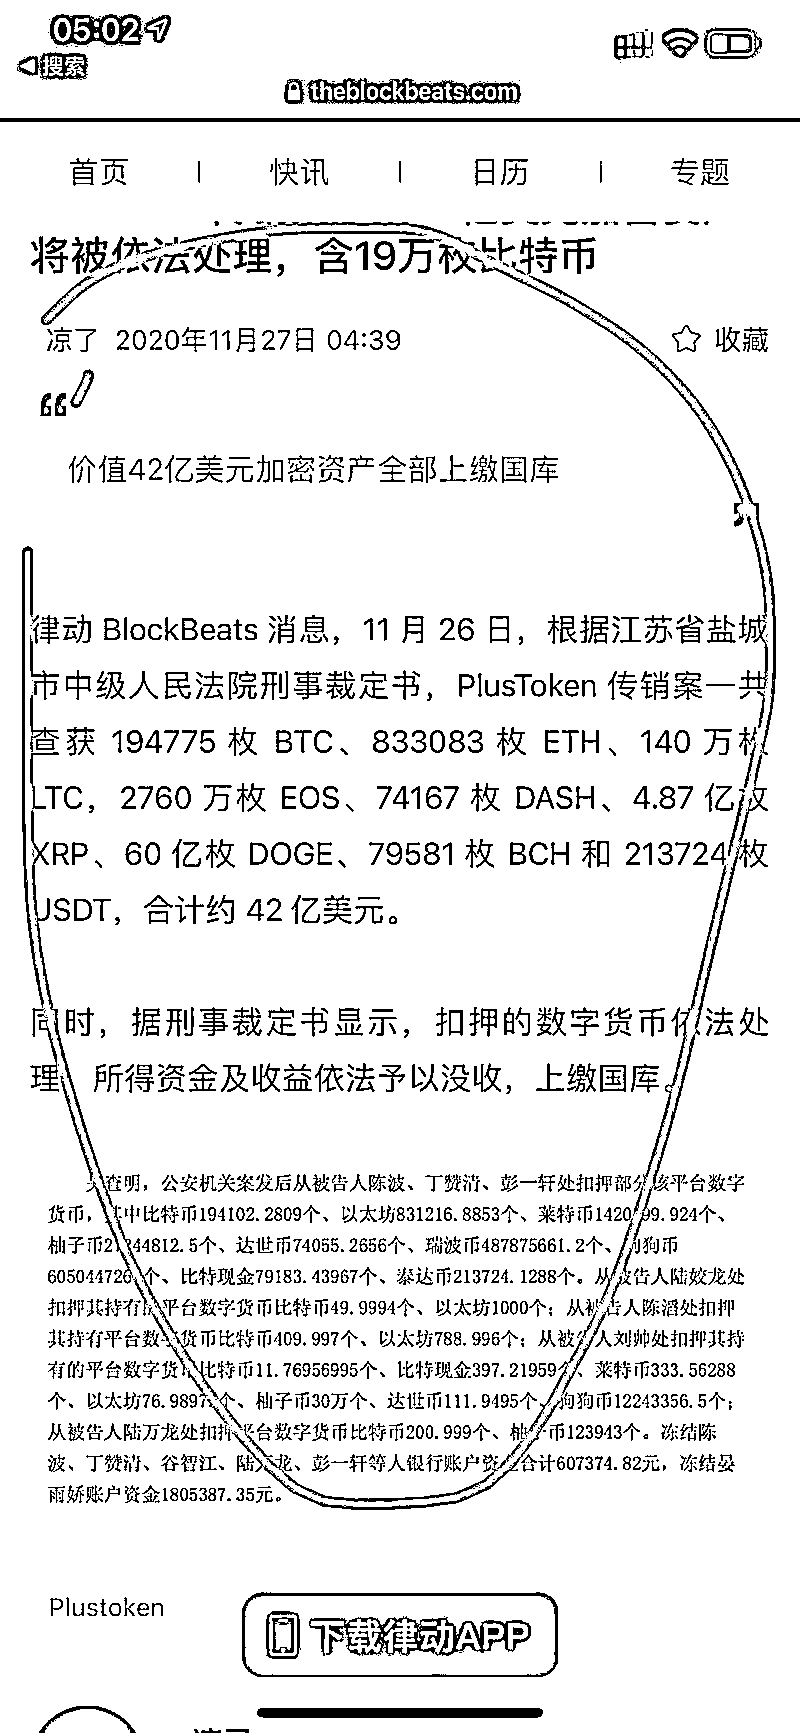 05:02
搜索
theblockbeats.com
首页 | 快讯 | 日历 | 专题
将被依法处理，含19万枚比特币
凉了 2020年11月27日 04:39 收藏
“
价值42亿美元加密资产全部上缴国库
”
律动 BlockBeats 消息，11 月 26 日，根据江苏省盐城
市中级人民法院刑事裁定书，PlusToken 传销案一共
查获 194775 枚 BTC、833083 枚 ETH、140 万枚
LTC，2760 万枚 EOS、74167 枚 DASH、4.87 亿枚
XRP、60 亿枚 DOGE、79581 枚 BCH 和 213724 枚
USDT，合计约 42 亿美元。
同时，据刑事裁定书显示，扣押的数字货币依法处
理 所得资金及收益依法予以没收，上缴国库。
查明，公安机关案发后从被告人陈波、丁赞清、彭一轩处扣押部分该平台数字
货币，其中比特币194102.2809个、以太坊831216.8853个、莱特币1420 99.924个、
柚子币27 44812.5个、达世币74055.2656个、瑞波币487875661.2个、狗狗币
605044726 个、比特现金79183.43967个、泰达币213724.1288个。从被告人陆姣龙处
扣押其持有的平台数字货币比特币49.9994个、以太坊1000个；从被告人陈滔处扣押
其持有平台数字货币比特币409.997个、以太坊788.996个；从被告人刘帅处扣押其持
有的平台数字货币比特币11.76956995个、比特现金397.21959个、莱特币333.56288
个、以太坊76.9897 个、柚子币30万个、达世币111.9495个、狗狗币12243356.5个；
从被告人陆万龙处扣押平台数字货币比特币200.999个、柚子币123943个。冻结陈
波、丁赞清、谷智江、陆万龙、彭一轩等人银行账户资金合计607374.82元，冻结晏
雨娇账户资金1805387.35元。
Plustoken
下载律动APP